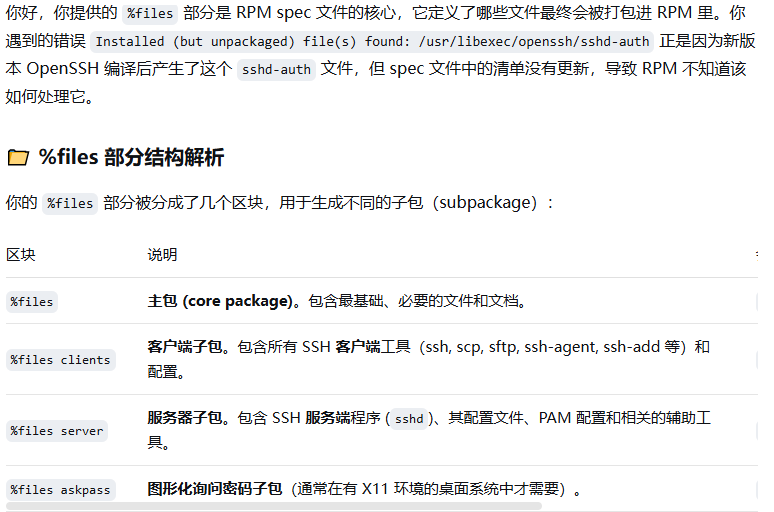 你好，你提供的 %files 部分是 RPM spec 文件的核心，它定义了哪些文件最终会被打包进 RPM 里。你
遇到的错误 Installed (but unpackaged) file(s) found: /usr/libexec/openssh/sshd-auth 正是因为新版
本 OpenSSH 编译后产生了这个 sshd-auth 文件，但 spec 文件中的清单没有更新，导致 RPM 不知道该
如何处理它。
📁 %files 部分结构解析
你的 %files 部分被分成了几个区块，用于生成不同的子包（subpackage）：
区块 说明
%files 主包 (core package)。包含最基础、必要的文件和文档。
%files clients 客户端子包。包含所有 SSH 客户端工具（ssh, scp, sftp, ssh-agent, ssh-add 等）和
配置。
%files server 服务器子包。包含 SSH 服务端程序 (sshd)、其配置文件、PAM 配置和相关的辅助工
具。
%files askpass 图形化询问密码子包（通常在有 X11 环境的桌面系统中才需要）。